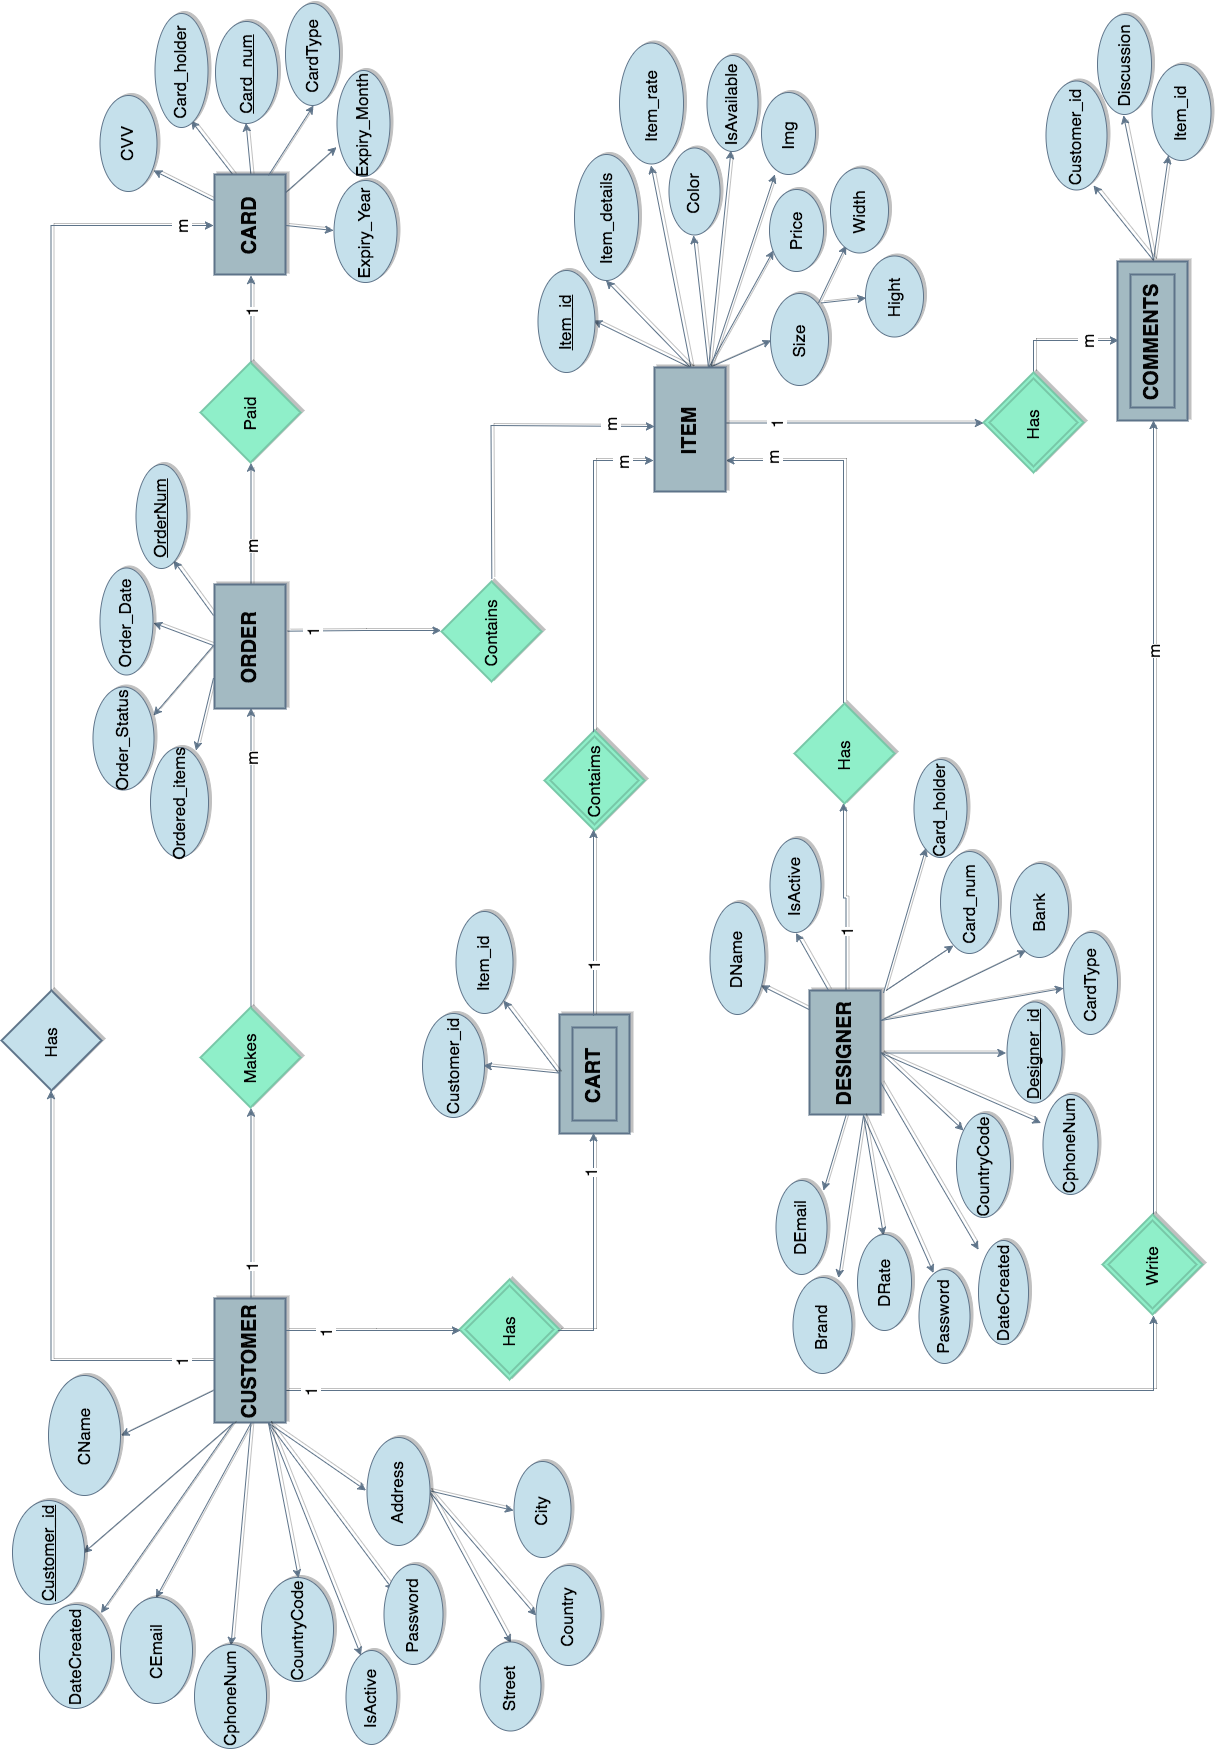 CVV
Card_holder
Card_num
CardType
Expiry_Month
Expiry_Year
CARD
m
1
Paid
m
OrderNum
Order_Date
Order_Status
Ordered_items
ORDER
1
m
Contains
m
Item_id
Item_details
Item_rate
Color
IsAvailable
Img
Price
Size
Width
Hight
ITEM
m
m
1
Has
m
Customer_id
Discussion
Item_id
COMMENTS
m
Has
Makes
1
Contaims
1
Item_id
Customer_id
CART
1
Has
1
DName
IsActive
Card_holder
Card_num
Bank
CardType
Designer_id
CphoneNum
CountryCode
DateCreated
Password
DRate
Brand
DEmail
DESIGNER
1
Has
Write
1
1
CUSTOMER
CName
Customer_id
DateCreated
CEmail
CphoneNum
CountryCode
IsActive
Password
Address
City
Country
Street